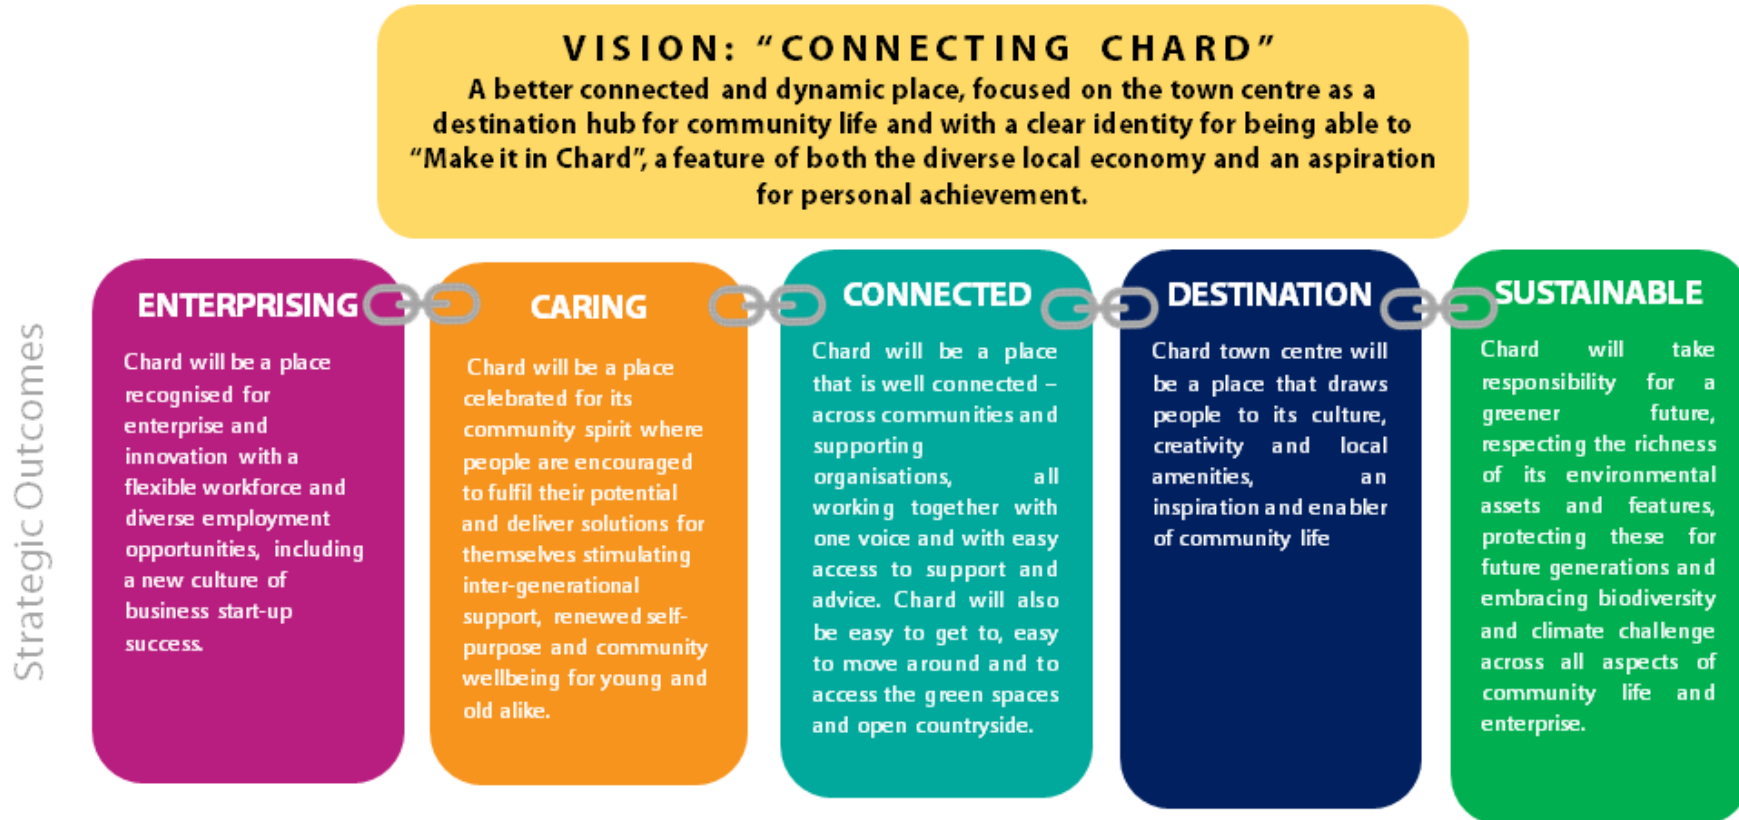 VISION: “CONNECTING CHARD”
A better connected and dynamic place, focused on the town centre as a
destination hub for community life and with a clear identity for being able to
“Make it in Chard”, a feature of both the diverse local economy and an aspiration
for personal achievement.
Strategic Outcomes
ENTERPRISING
Chard will be a place
recognised for
enterprise and
innovation with a
flexible workforce and
diverse employment
opportunities, including
a new culture of
business start-up
success.
CARING
Chard will be a place
celebrated for its
community spirit where
people are encouraged
to fulfil their potential
and deliver solutions for
themselves stimulating
inter-generational
support, renewed self-
purpose and community
wellbeing for young and
old alike.
CONNECTED
Chard will be a place
that is well connected –
across communities and
supporting
organisations, all
working together with
one voice and with easy
access to support and
advice. Chard will also
be easy to get to, easy
to move around and to
access the green spaces
and open countryside.
DESTINATION
Chard town centre will
be a place that draws
people to its culture,
creativity and local
amenities, an
inspiration and enabler
of community life
SUSTAINABLE
Chard will take
responsibility for a
greener future,
respecting the richness
of its environmental
assets and features,
protecting these for
future generations and
embracing biodiversity
and climate challenge
across all aspects of
community life and
enterprise.